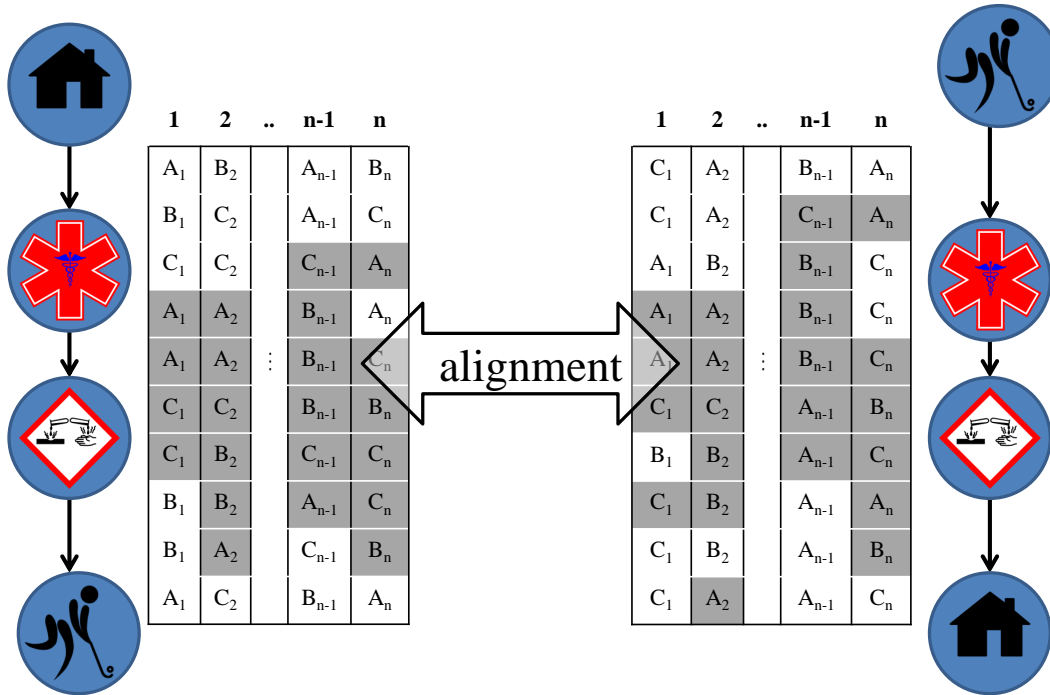 1 2 .. n-1 n
A₁ B₂ Aₙ₋₁ Bₙ
B₁ C₂ Aₙ₋₁ Cₙ
C₁ C₂ Cₙ₋₁ Aₙ
A₁ A₂ Bₙ₋₁ Aₙ
A₁ A₂ ⋮ Bₙ₋₁ Cₙ
C₁ C₂ Bₙ₋₁ Bₙ
C₁ B₂ Cₙ₋₁ Cₙ
B₁ B₂ Aₙ₋₁ Cₙ
B₁ A₂ Cₙ₋₁ Bₙ
A₁ C₂ Bₙ₋₁ Aₙ
alignment
1 2 .. n-1 n
C₁ A₂ Bₙ₋₁ Aₙ
C₁ A₂ Cₙ₋₁ Aₙ
A₁ B₂ Bₙ₋₁ Cₙ
A₁ A₂ Bₙ₋₁ Cₙ
A₁ A₂ ⋮ Bₙ₋₁ Cₙ
C₁ C₂ Aₙ₋₁ Bₙ
B₁ B₂ Aₙ₋₁ Cₙ
C₁ B₂ Aₙ₋₁ Aₙ
C₁ B₂ Aₙ₋₁ Bₙ
C₁ A₂ Aₙ₋₁ Cₙ